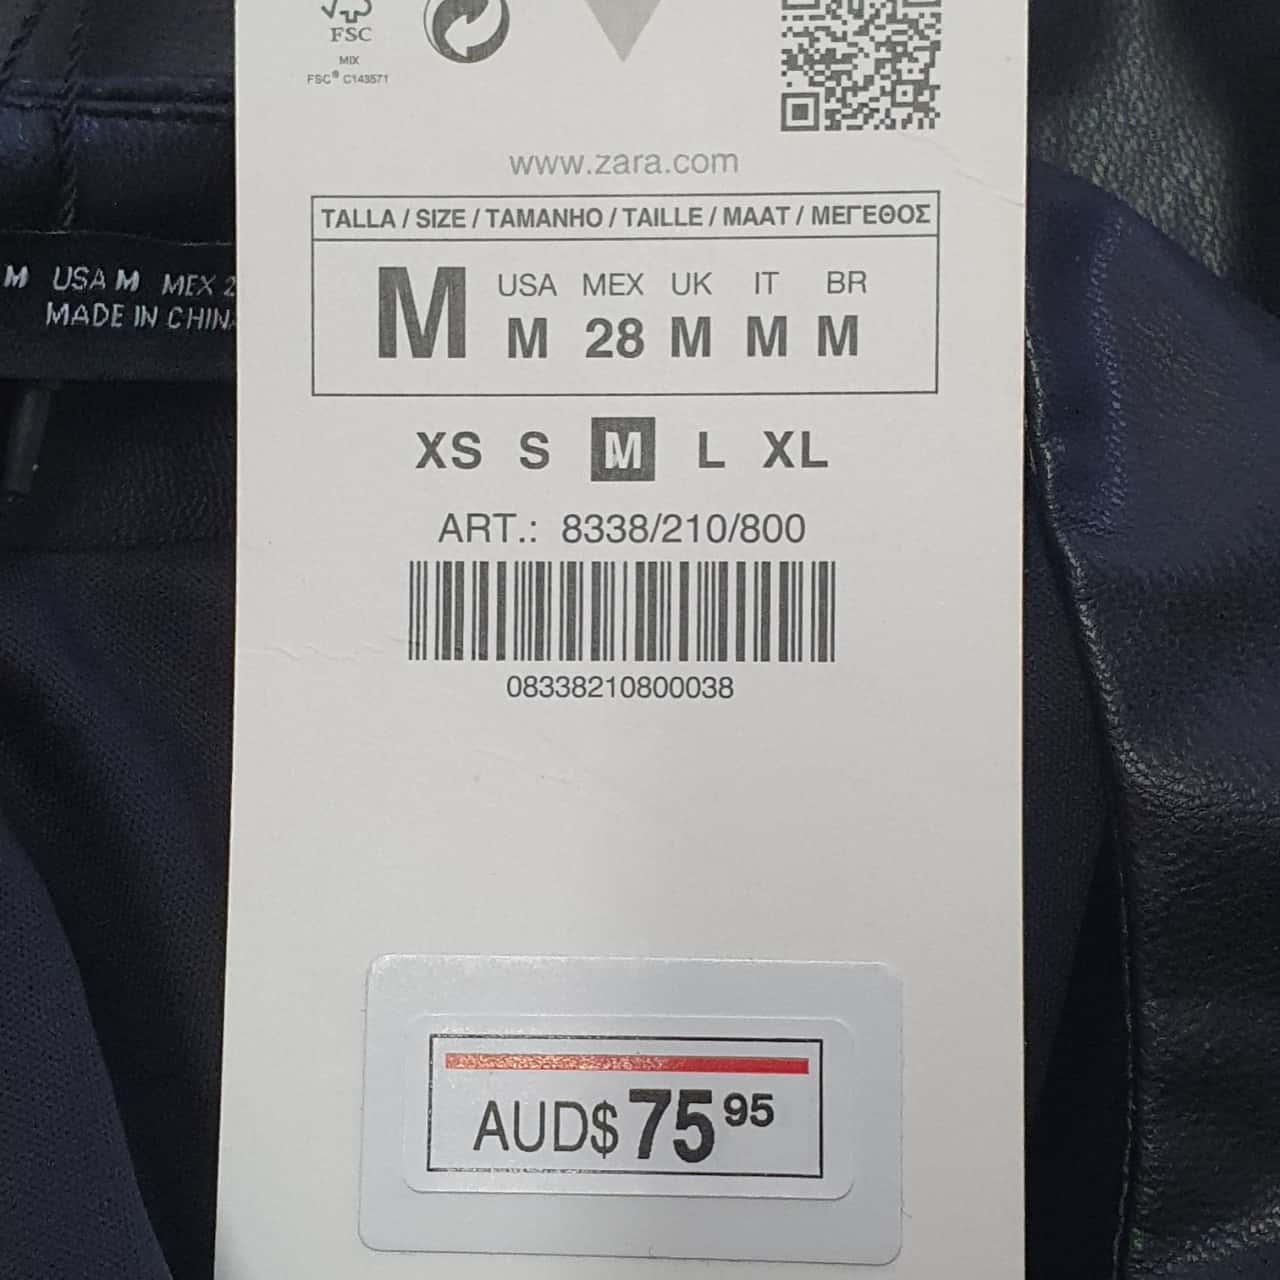 FSC
MIX
FSC® C143571
www.zara.com
TALLA / SIZE / TAMANHO / TAILLE / MAAT / ΜΕΓΕΘΟΣ
M USA MEX UK IT BR
M 28 M M M
XS S M L XL
ART.: 8338/210/800
08338210800038
AUD$ 75 95
M USA M MEX 2
MADE IN CHINA